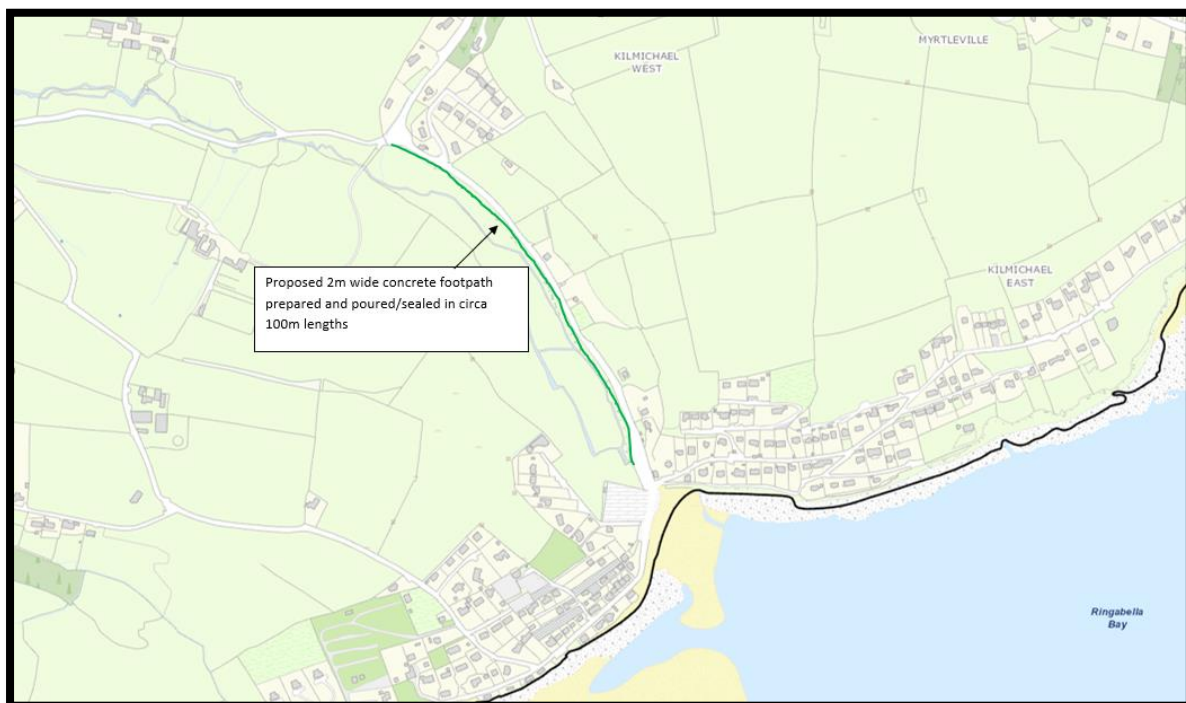 MYRTLEVILLE
KILMICHAEL
WEST
Proposed 2m wide concrete footpath
prepared and poured/sealed in circa
100m lengths
KILMICHAEL
EAST
Ringabella
Bay